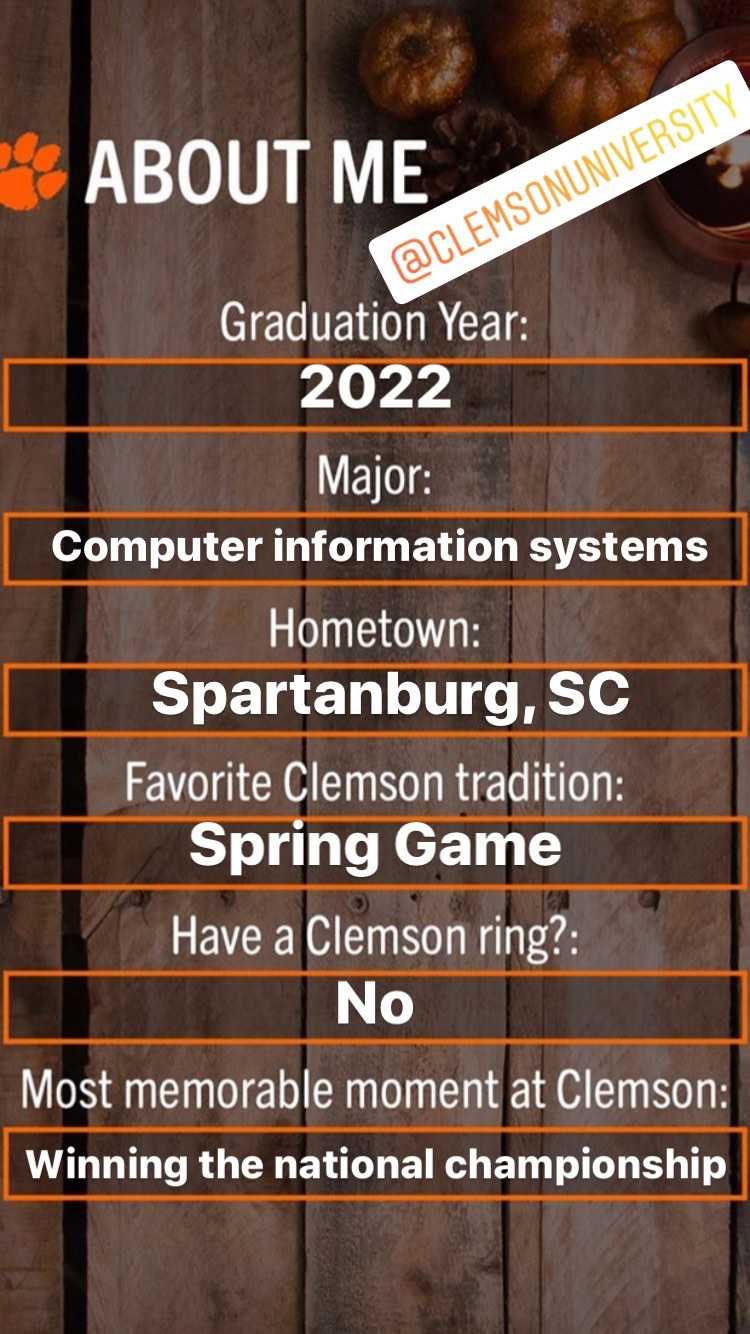 ABOUT ME
@CLEMSONUNIVERSITY
Graduation Year:
2022
Major:
Computer information systems
Hometown:
Spartanburg, SC
Favorite Clemson tradition:
Spring Game
Have a Clemson ring?:
No
Most memorable moment at Clemson:
Winning the national championship